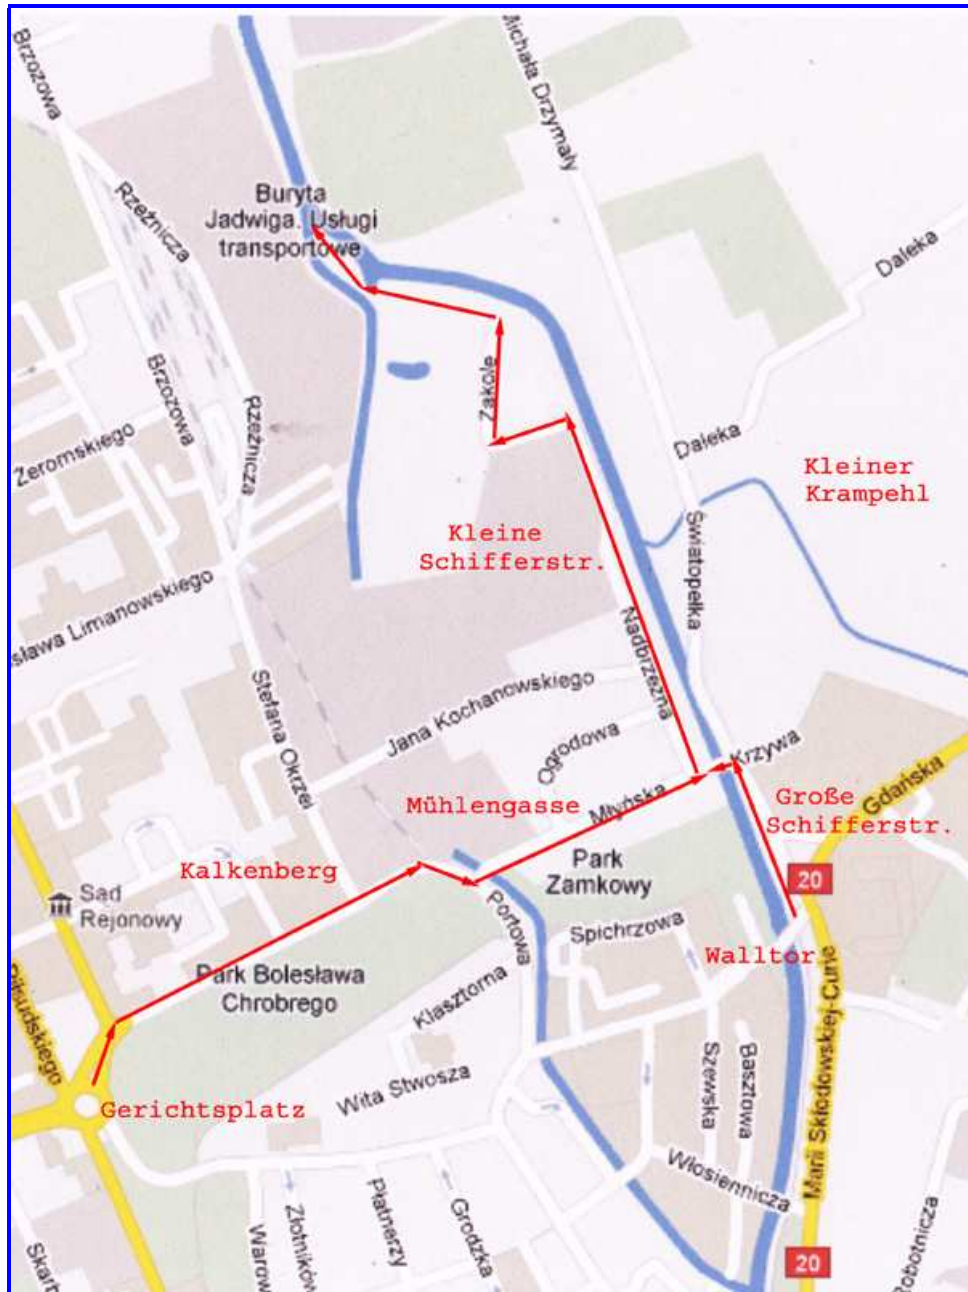 Brzozowa
Michała Drzymały
Rzeźnicza
Buryta
Jadwiga. Usługi
transportowe
Daleka
Brzozowa
Rzeźnicza
Zakole
Daleka
Żeromskiego
Kleiner
Krampehl
Kleine
Schifferstr.
Światopełka
sława Limanowskiego
Nadbrzeżna
Stefana Okrzei
Jana Kochanowskiego
Ogrodowa
Krzywa
Gdańska
Mühlengasse
Młyńska
Große
Schifferstr.
Kalkenberg
Park
Zamkowy
20
Sąd
Rejonowy
Portowa
Spichrzowa
Walltor
Piłsudskiego
Park Bolesława
Chrobrego
Klasztorna
Marii Skłodowskiej-Curie
Szewska
Basztowa
Wita Stwosza
Gerichtsplatz
Włosiennicza
Złotników
Płatnerzy
Grodzka
Warow
Skarb
20
Robotnicza